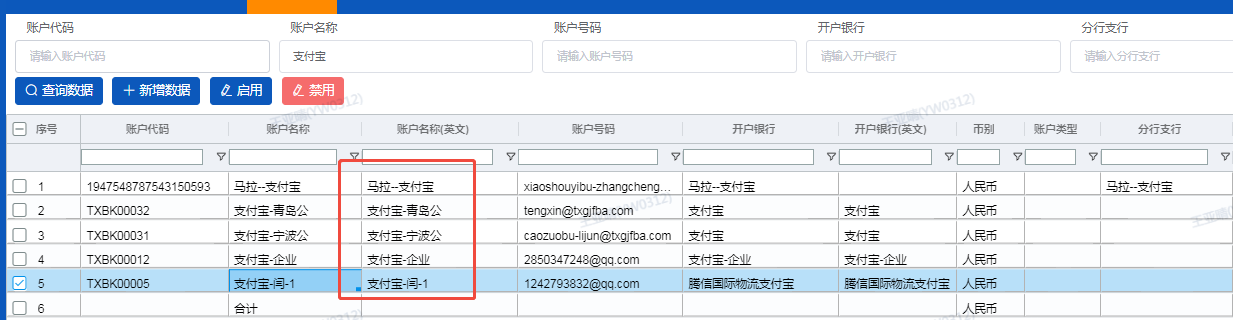 账户代码 账户名称 账户号码 开户银行 分行支行
请输入账户代码 支付宝 请输入账户号码 请输入开户银行 请输入分行支行
查询数据 新增数据 启用 禁用
序号 账户代码 账户名称 账户名称(英文) 账户号码 开户银行 开户银行(英文) 币别 账户类型 分行支行
1 1947548787543150593 马拉--支付宝 马拉--支付宝 xiaoshouyibu-zhangcheng... 马拉--支付宝 人民币 马拉--支付宝
2 TXBK00032 支付宝-青岛公 支付宝-青岛公 tengxin@txgjfba.com 支付宝 支付宝 人民币
3 TXBK00031 支付宝-宁波公 支付宝-宁波公 caozuobu-lijun@txgjfba.com 支付宝 支付宝 人民币
4 TXBK00012 支付宝-企业 支付宝-企业 2850347248@qq.com 支付宝-企业 支付宝-企业 人民币
5 TXBK00005 支付宝-闫-1 支付宝-闫-1 1242793832@qq.com 腾信国际物流支付宝 腾信国际物流支付宝 人民币
6 合计 人民币